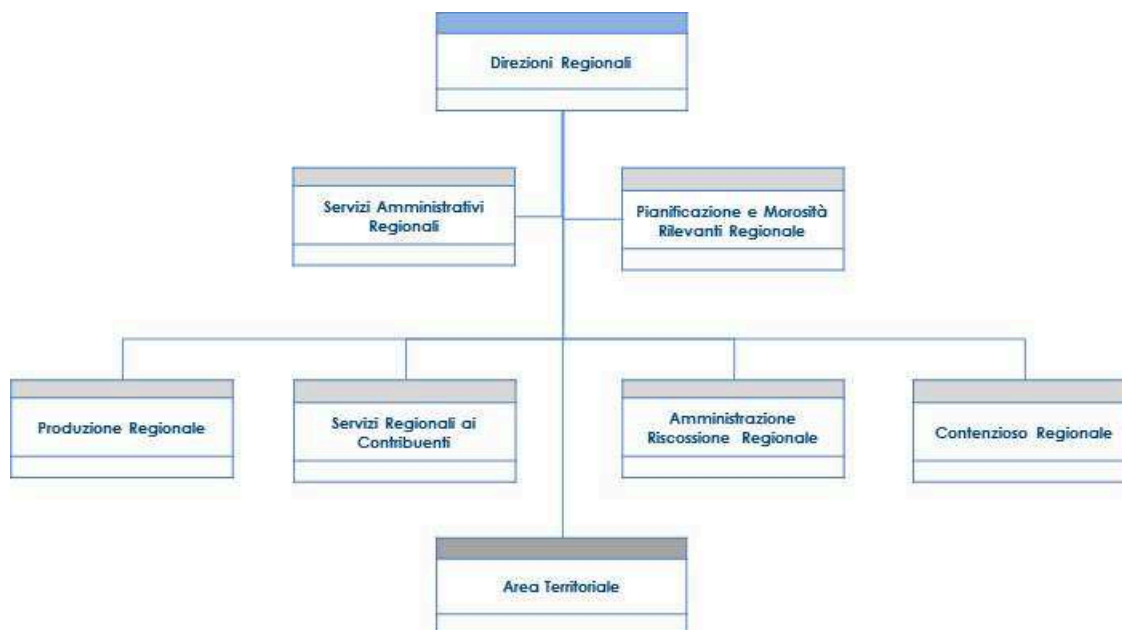 Direzioni Regionali
Servizi Amministrativi
Regionali
Pianificazione e Morosità
Rilevanti Regionale
Produzione Regionale
Servizi Regionali ai
Contribuenti
Amministrazione
Riscossione Regionale
Contenzioso Regionale
Area Territoriale